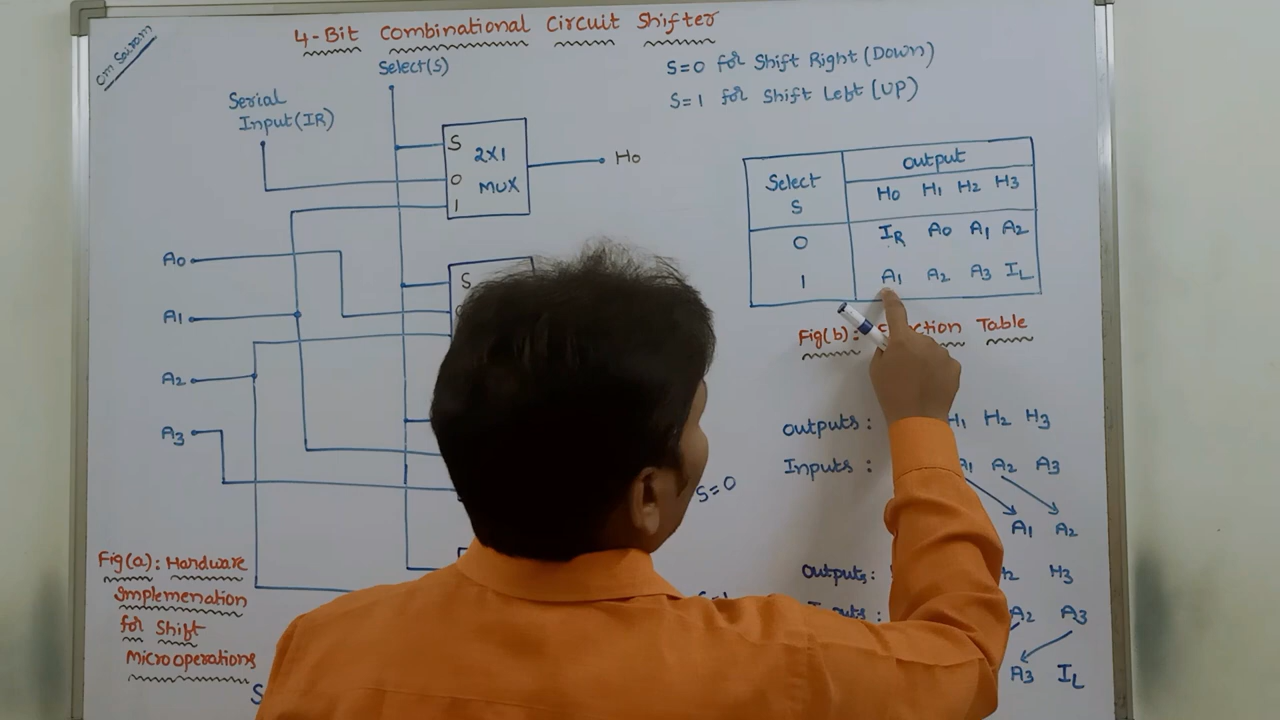 Om Sairam
4-Bit Combinational Circuit Shifter
Select(S)
Serial
Input(IR)
S
0
1
2X1
MUX
H0
A0
A1
A2
A3
S
Fig(a): Hardware
Implemenation
for Shift
Microoperations
S=0 for Shift Right (Down)
S=1 for Shift Left (UP)
Select
S
output
H0 H1 H2 H3
0 IR A0 A1 A2
1 A1 A2 A3 IL
Fig(b): Table
outputs: H1 H2 H3
Inputs: A1 A2 A3
S=0
A1 A2
outputs: H3
A2 A3
A3 IL